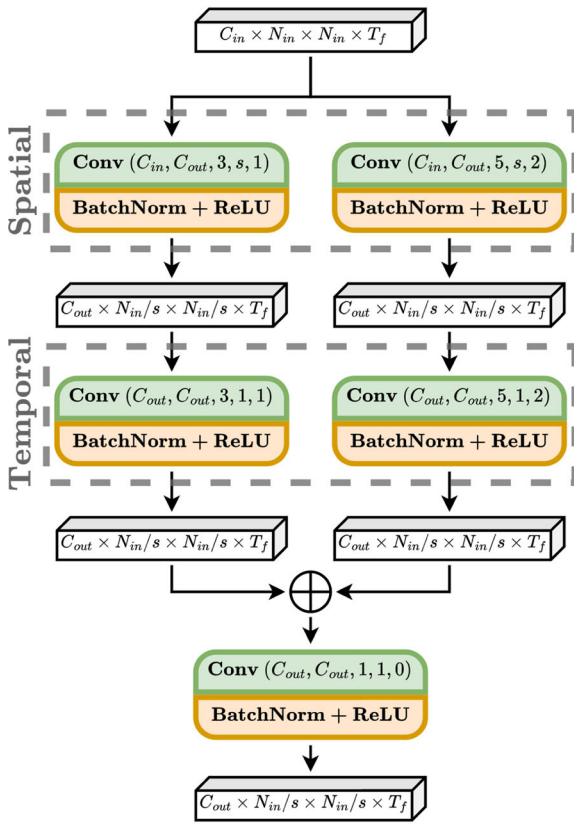 C_in × N_in × N_in × T_f
Spatial
Conv (C_in, C_out, 3, s, 1)
BatchNorm + ReLU
Conv (C_in, C_out, 5, s, 2)
BatchNorm + ReLU
C_out × N_in/s × N_in/s × T_f
C_out × N_in/s × N_in/s × T_f
Temporal
Conv (C_out, C_out, 3, 1, 1)
BatchNorm + ReLU
Conv (C_out, C_out, 5, 1, 2)
BatchNorm + ReLU
C_out × N_in/s × N_in/s × T_f
C_out × N_in/s × N_in/s × T_f
Conv (C_out, C_out, 1, 1, 0)
BatchNorm + ReLU
C_out × N_in/s × N_in/s × T_f